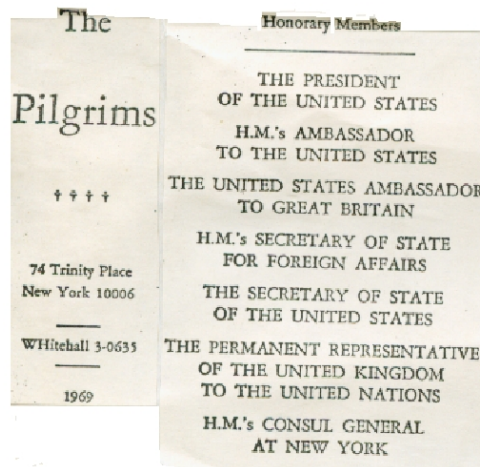 The
Pilgrims
✝ ✝ ✝ ✝
74 Trinity Place
New York 10006
WHitehall 3-0635
1969
Honorary Members
THE PRESIDENT
OF THE UNITED STATES
H.M.'s AMBASSADOR
TO THE UNITED STATES
THE UNITED STATES AMBASSADOR
TO GREAT BRITAIN
H.M.'s SECRETARY OF STATE
FOR FOREIGN AFFAIRS
THE SECRETARY OF STATE
OF THE UNITED STATES
THE PERMANENT REPRESENTATIVE
OF THE UNITED KINGDOM
TO THE UNITED NATIONS
H.M.'s CONSUL GENERAL
AT NEW YORK